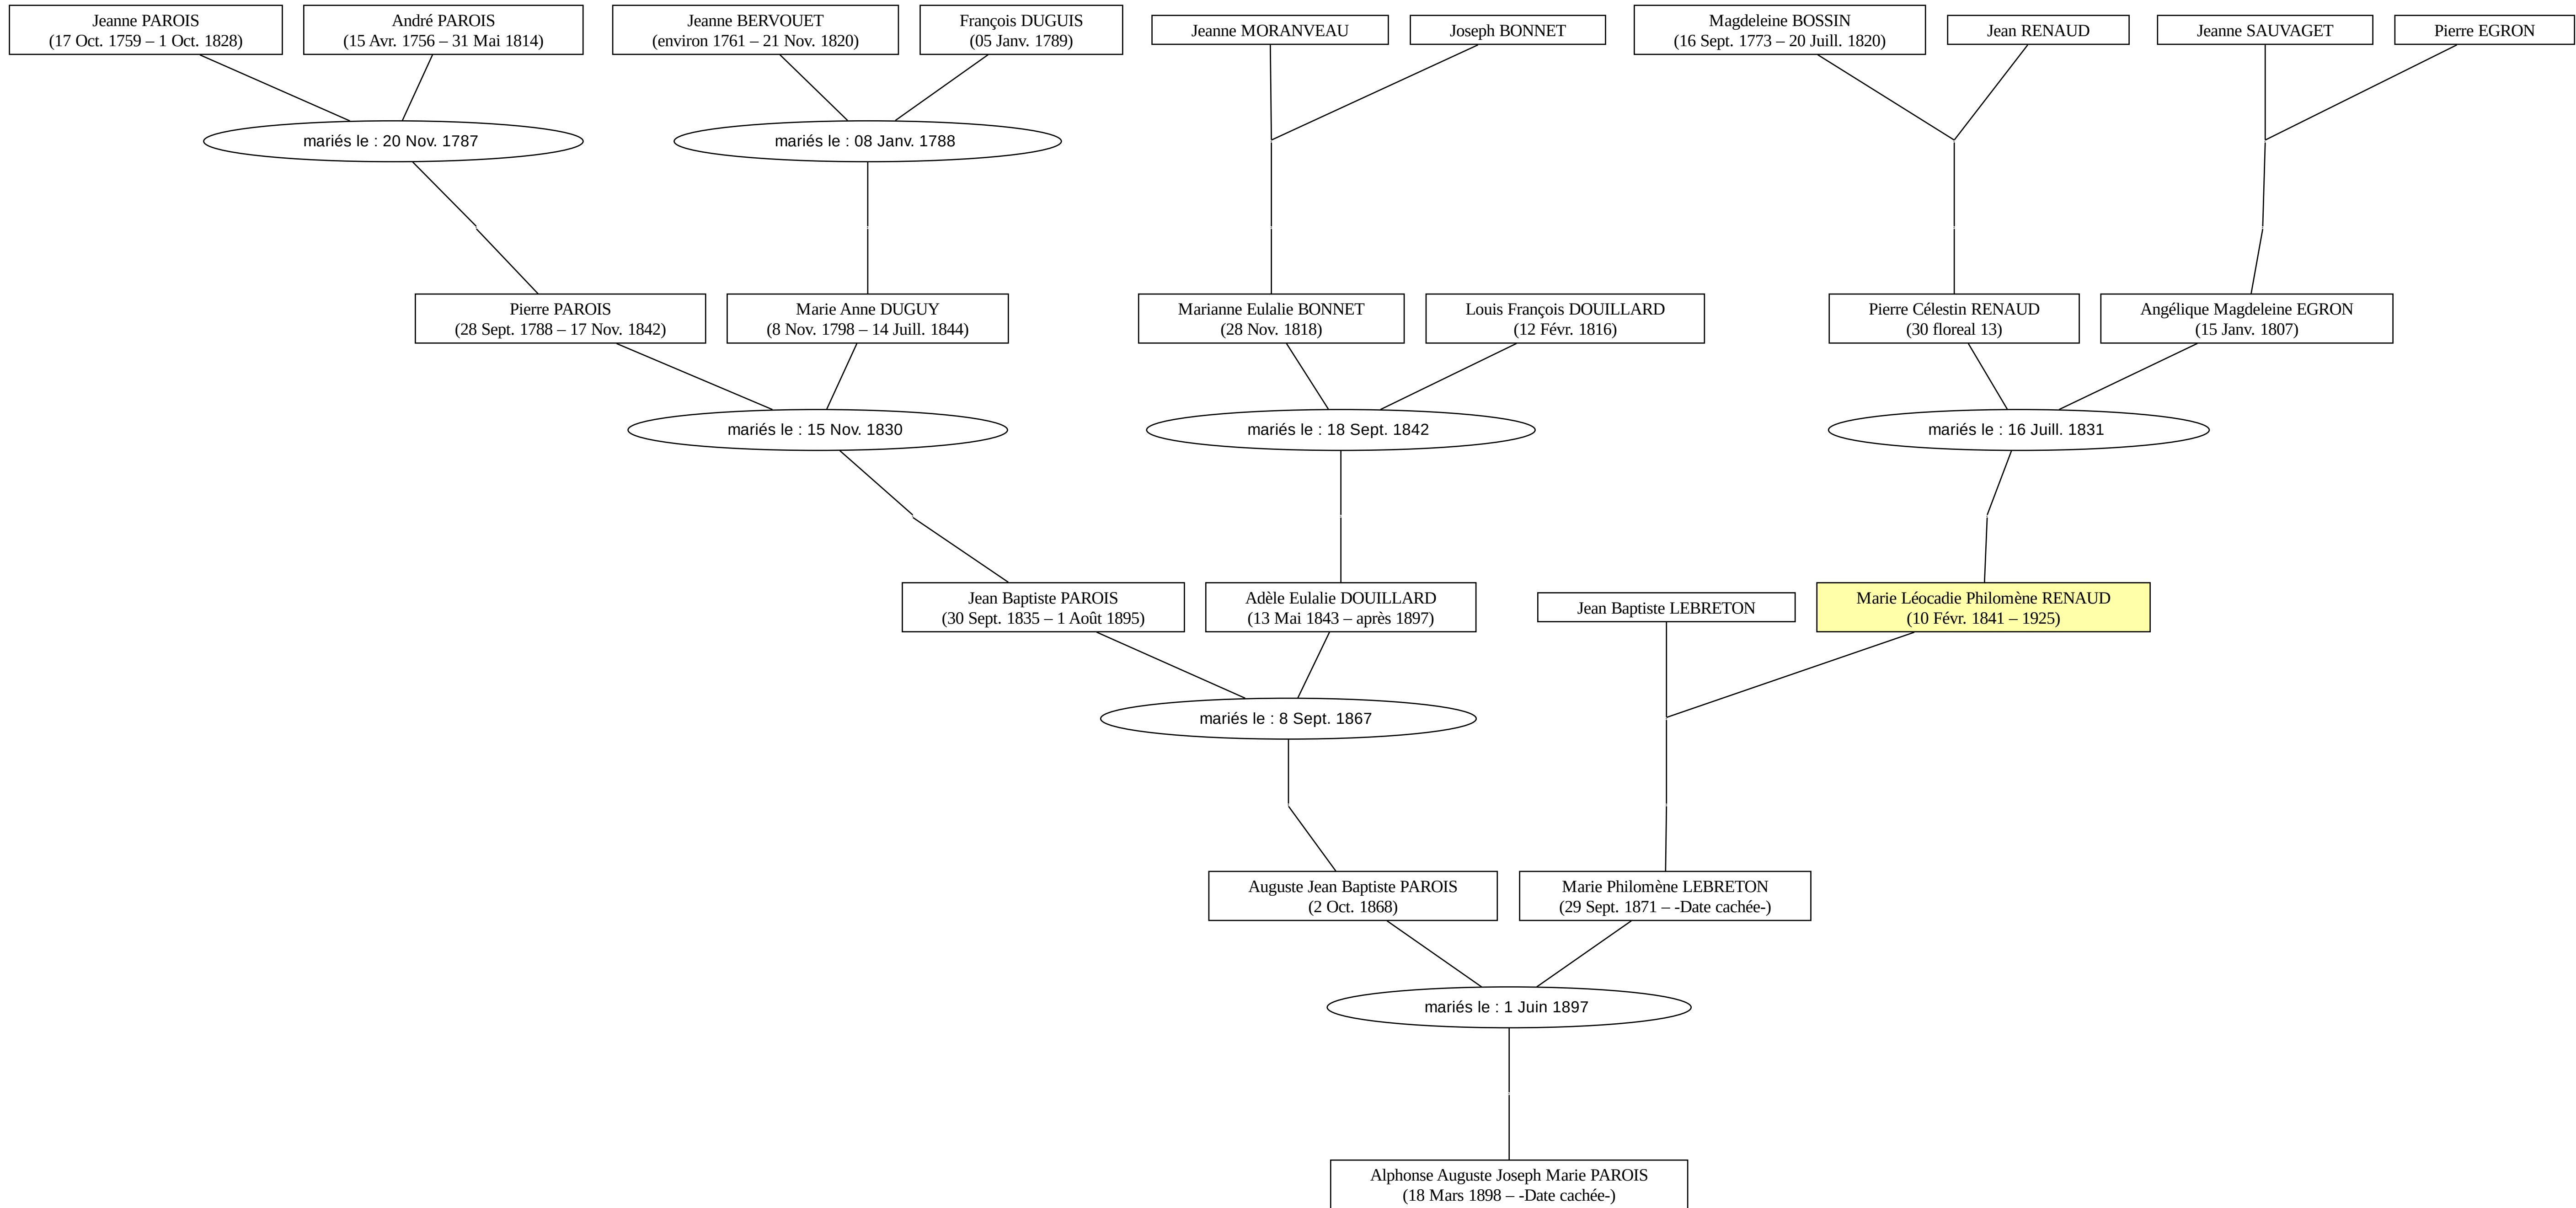 Jeanne PAROIS
(17 Oct. 1759 – 1 Oct. 1828)
André PAROIS
(15 Avr. 1756 – 31 Mai 1814)
Jeanne BERVOUET
(environ 1761 – 21 Nov. 1820)
François DUGUIS
(05 Janv. 1789)
Jeanne MORANVEAU
Joseph BONNET
Magdeleine BOSSIN
(16 Sept. 1773 – 20 Juill. 1820)
Jean RENAUD
Jeanne SAUVAGET
Pierre EGRON
mariés le : 20 Nov. 1787
mariés le : 08 Janv. 1788
Pierre PAROIS
(28 Sept. 1788 – 17 Nov. 1842)
Marie Anne DUGUY
(8 Nov. 1798 – 14 Juill. 1844)
Marianne Eulalie BONNET
(28 Nov. 1818)
Louis François DOUILLARD
(12 Févr. 1816)
Pierre Célestin RENAUD
(30 floreal 13)
Angélique Magdeleine EGRON
(15 Janv. 1807)
mariés le : 15 Nov. 1830
mariés le : 18 Sept. 1842
mariés le : 16 Juill. 1831
Jean Baptiste PAROIS
(30 Sept. 1835 – 1 Août 1895)
Adèle Eulalie DOUILLARD
(13 Mai 1843 – après 1897)
Jean Baptiste LEBRETON
Marie Léocadie Philomène RENAUD
(10 Févr. 1841 – 1925)
mariés le : 8 Sept. 1867
Auguste Jean Baptiste PAROIS
(2 Oct. 1868)
Marie Philomène LEBRETON
(29 Sept. 1871 – -Date cachée-)
mariés le : 1 Juin 1897
Alphonse Auguste Joseph Marie PAROIS
(18 Mars 1898 – -Date cachée-)